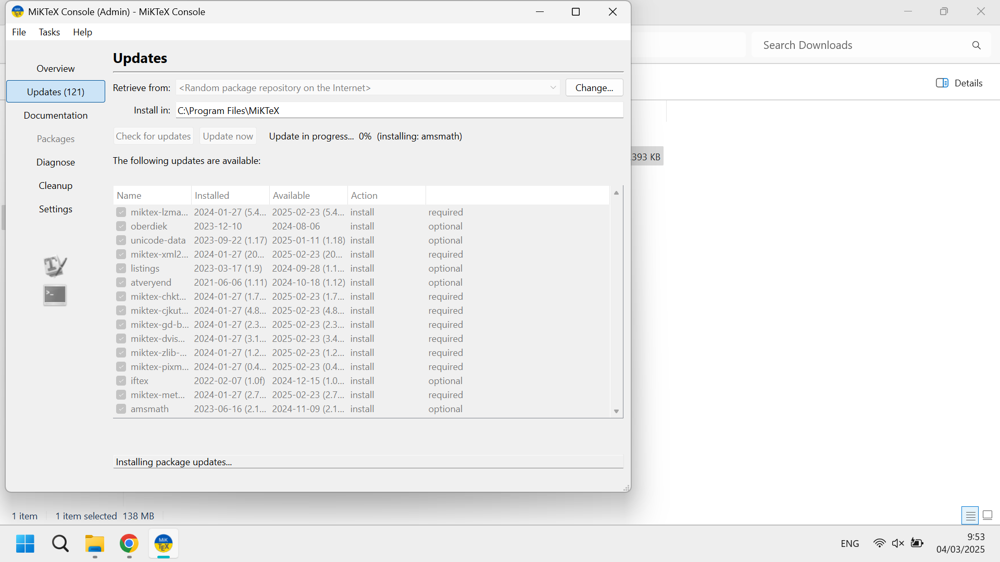 MiKTeX Console (Admin) - MiKTeX Console
File Tasks Help
Search Downloads
Details
Overview
Updates (121)
Documentation
Packages
Diagnose
Cleanup
Settings
Updates
Retrieve from: <Random package repository on the Internet> Change...
Install in: C:\Program Files\MiKTeX
Check for updates Update now Update in progress... 0% (installing: amsmath)
The following updates are available:
393 KB
Name Installed Available Action
miktex-lzma... 2024-01-27 (5.4... 2025-02-23 (5.4... install required
oberdiek 2023-12-10 2024-08-06 install optional
unicode-data 2023-09-22 (1.17) 2025-01-11 (1.18) install optional
miktex-xml2... 2024-01-27 (20... 2025-02-23 (20... install required
listings 2023-03-17 (1.9) 2024-09-28 (1.1... install optional
atveryend 2021-06-06 (1.11) 2024-10-18 (1.12) install optional
miktex-chkt... 2024-01-27 (1.7... 2025-02-23 (1.7... install required
miktex-cjkut... 2024-01-27 (4.8... 2025-02-23 (4.8... install required
miktex-gd-b... 2024-01-27 (2.3... 2025-02-23 (2.3... install required
miktex-dvis... 2024-01-27 (3.1... 2025-02-23 (3.4... install required
miktex-zlib-... 2024-01-27 (1.2... 2025-02-23 (1.2... install required
miktex-pixm... 2024-01-27 (0.4... 2025-02-23 (0.4... install required
iftex 2022-02-07 (1.0f) 2024-12-15 (1.0... install optional
miktex-met... 2024-01-27 (2.7... 2025-02-23 (2.7... install required
amsmath 2023-06-16 (2.1... 2024-11-09 (2.1... install optional
Installing package updates...
1 item 1 item selected 138 MB
MiK
TEX
ENG
9:53
04/03/2025